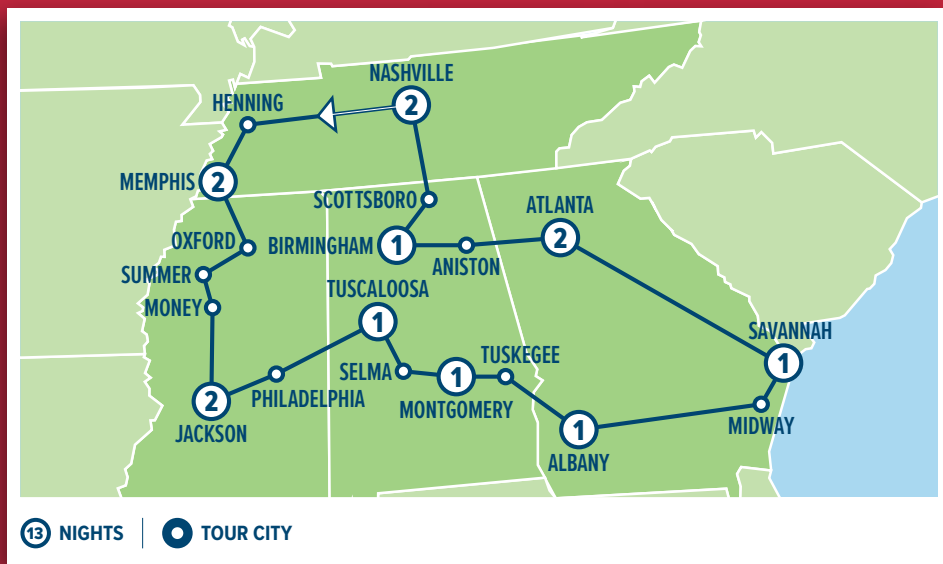 NASHVILLE
2
HENNING
MEMPHIS 2
SCOTTSBORO
ATLANTA
2
OXFORD
BIRMINGHAM 1
ANISTON
SUMMER
TUSCALOOSA
1
MONEY
SAVANNAH
1
TUSKEGEE
SELMA
1
MONTGOMERY
PHILADELPHIA
2
JACKSON
MIDWAY
1
ALBANY
13 NIGHTS
TOUR CITY